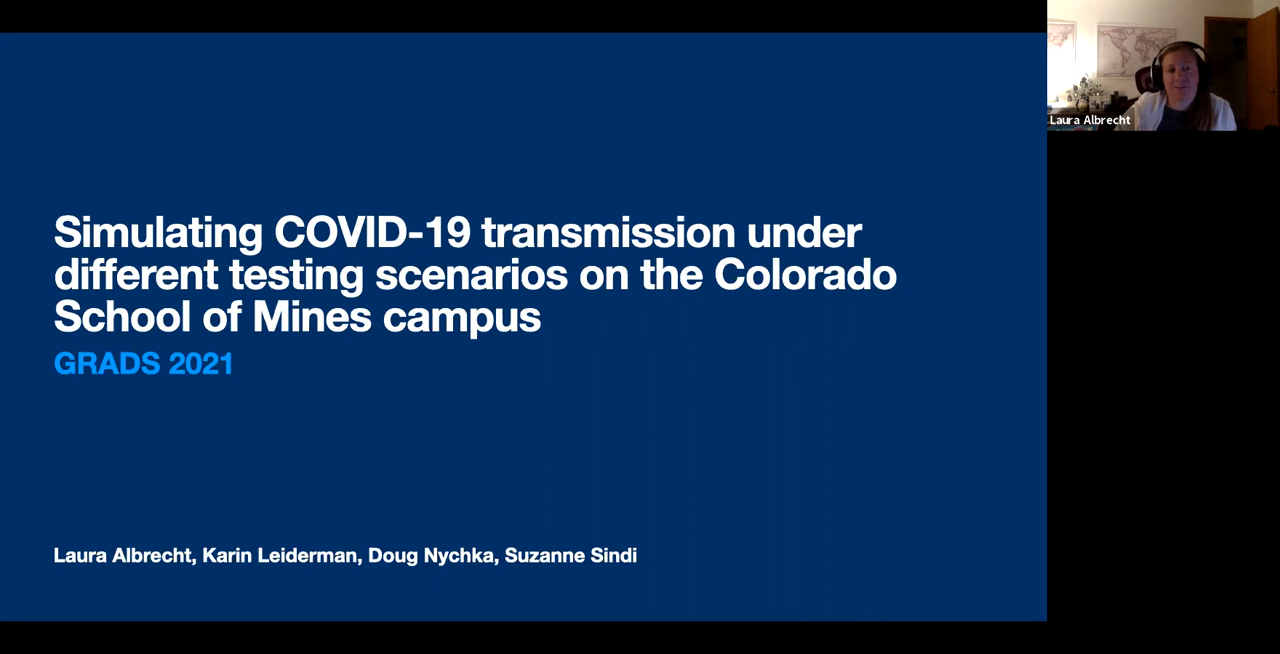 Simulating COVID-19 transmission under
different testing scenarios on the Colorado
School of Mines campus
GRADS 2021
Laura Albrecht, Karin Leiderman, Doug Nychka, Suzanne Sindi
Laura Albrecht